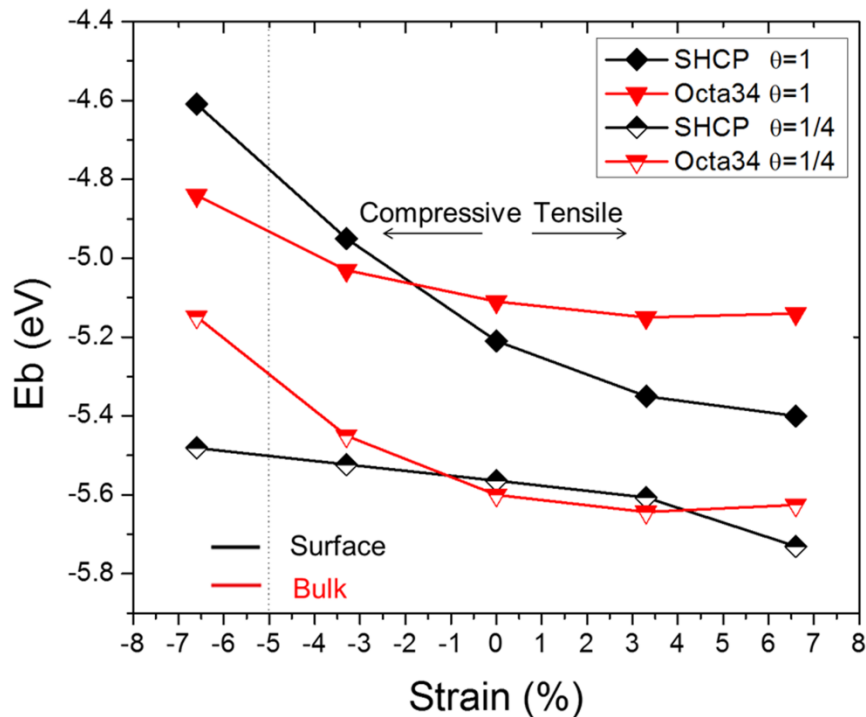 -4.4
-4.6
-4.8
-5.0
-5.2
-5.4
-5.6
-5.8
Eb (eV)
SHCP θ=1
Octa34 θ=1
SHCP θ=1/4
Octa34 θ=1/4
Compressive Tensile
Surface
Bulk
-8 -7 -6 -5 -4 -3 -2 -1 0 1 2 3 4 5 6 7 8
Strain (%)